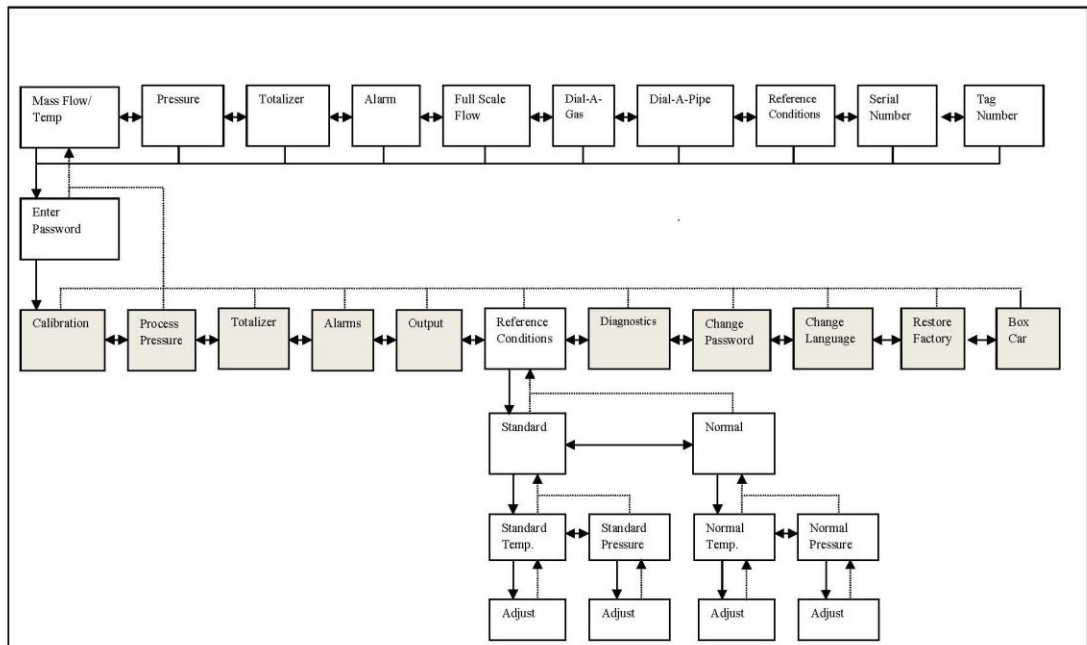 Mass Flow/
Temp
Pressure
Totalizer
Alarm
Full Scale
Flow
Dial-A-
Gas
Dial-A-Pipe
Reference
Conditions
Serial
Number
Tag
Number
Enter
Password
Calibration
Process
Pressure
Totalizer
Alarms
Output
Reference
Conditions
Diagnostics
Change
Password
Change
Language
Restore
Factory
Box
Car
Standard
Normal
Standard
Temp.
Standard
Pressure
Normal
Temp.
Normal
Pressure
Adjust
Adjust
Adjust
Adjust